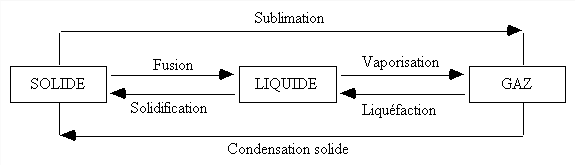 Sublimation
Fusion
Vaporisation
SOLIDE
LIQUIDE
GAZ
Solidification
Liquéfaction
Condensation solide